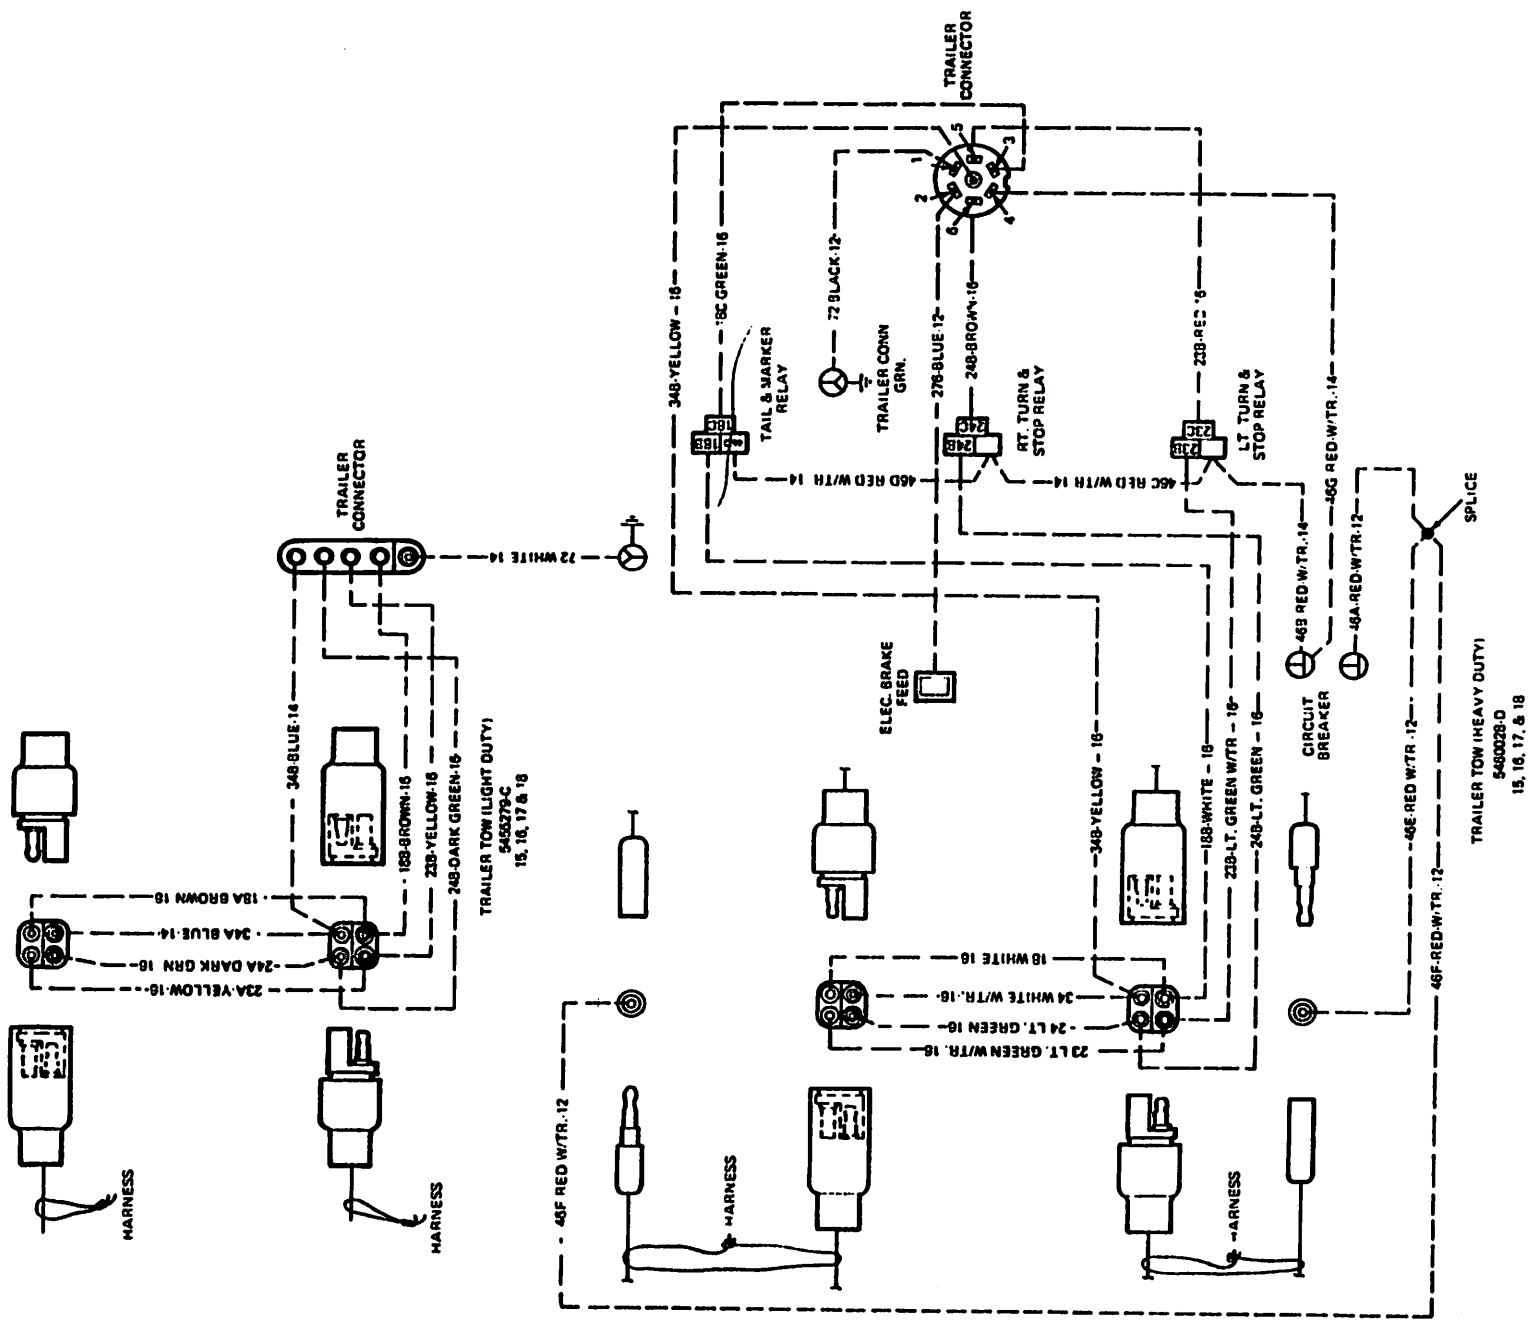 TRAILER
CONNECTOR
1
5
3
2
6
4
34B-YELLOW – 16
18C GREEN-16
72 BLACK-12
TAIL & MARKER
RELAY
TRAILER CONN
GRN.
27B-BLUE-12
24B-BROWN-16
RT. TURN &
STOP RELAY
LT TURN &
STOP RELAY
18C
18B
24C
24B
23C
23B
46D RED W/TR 14
46C RED W/TR 14
46B RED-W/TR.-14
46G RED-W/TR.-14
46A-RED-W/TR-12
SPLICE
TRAILER
CONNECTOR
72 WHITE 14
34B-BLUE-14
18B-BROWN-16
23B-YELLOW-16
24B-DARK GREEN-16
TRAILER TOW (LIGHT DUTY)
5456279-C
15, 16, 17 & 18
18A BROWN 16
34A BLUE-14
24A DARK GRN 16
23A-YELLOW-16
HARNESS
HARNESS
ELEC. BRAKE
FEED
34B-YELLOW – 16
18B-WHITE – 16
23B-LT. GREEN W/TR – 16
24B-LT. GREEN – 16
CIRCUIT
BREAKER
46E-RED W/TR -12
46F-RED-W/TR.-12
TRAILER TOW (HEAVY DUTY)
5480028-D
15, 16, 17, & 18
18 WHITE 16
34 WHITE W/TR.-16
24 LT. GREEN 16
23 LT. GREEN W/TR. 16
46F RED W/TR.-12
HARNESS
HARNESS